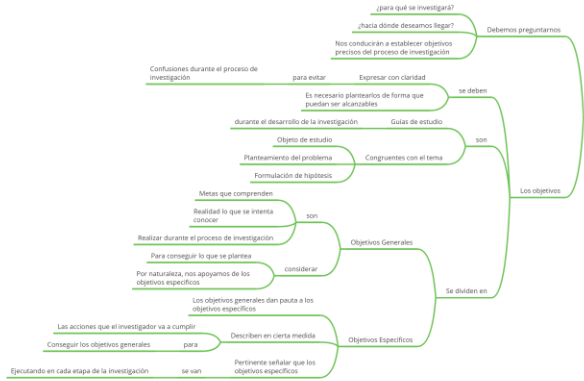 ¿para qué se investigará?
¿hacia dónde deseamos llegar?
Debemos preguntarnos
Nos conducirán a establecer objetivos
precisos del proceso de investigación
Confusiones durante el proceso de
investigación
para evitar
Expresar con claridad
se deben
Es necesario plantearlos de forma que
puedan ser alcanzables
durante el desarrollo de la investigación
Guías de estudio
son
Objeto de estudio
Planteamiento del problema
Congruentes con el tema
Formulación de hipótesis
Los objetivos
Metas que comprenden
Realidad lo que se intenta
conocer
son
Realizar durante el proceso de investigación
Objetivos Generales
Para conseguir lo que se plantea
considerar
Por naturaleza, nos apoyamos de los
objetivos específicos
Se dividen en
Los objetivos generales dan pauta a los
objetivos específicos
Las acciones que el investigador va a cumplir
Describen en cierta medida
Conseguir los objetivos generales
para
Objetivos Específicos
Pertinente señalar que los
objetivos específicos
Ejecutando en cada etapa de la investigación
se van